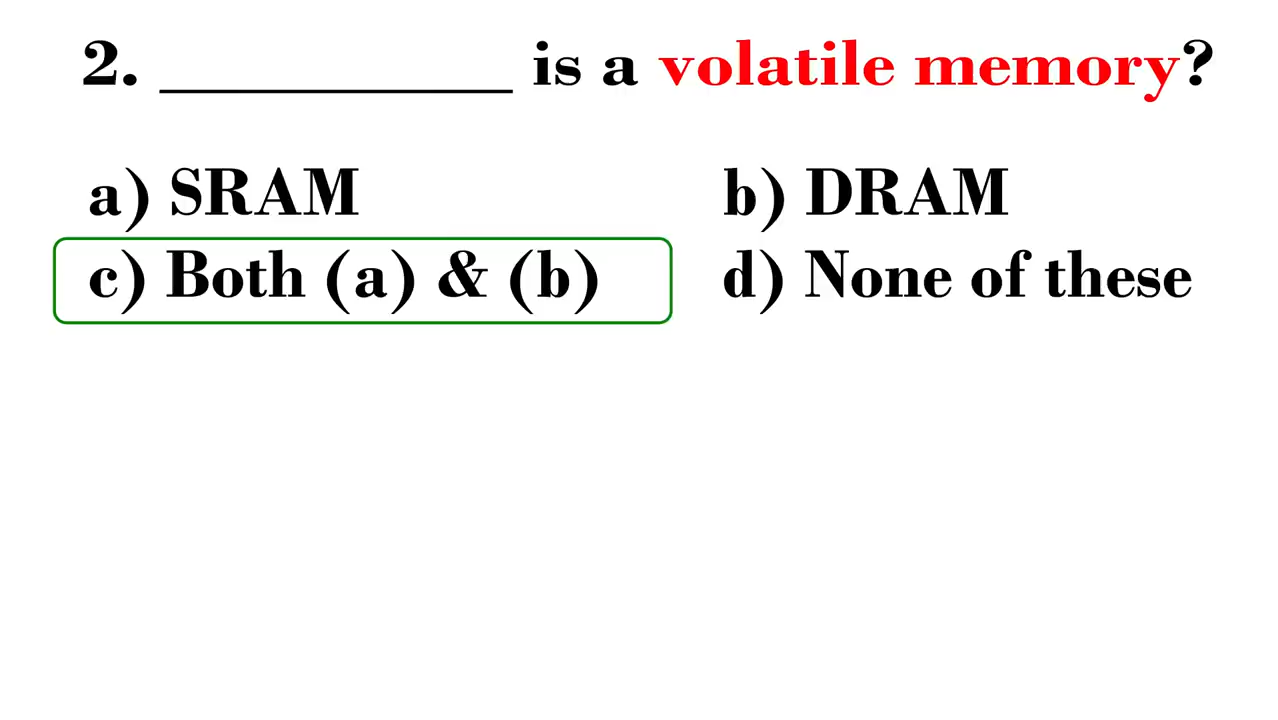 2. __________ is a volatile memory?
a) SRAM b) DRAM
c) Both (a) & (b) d) None of these